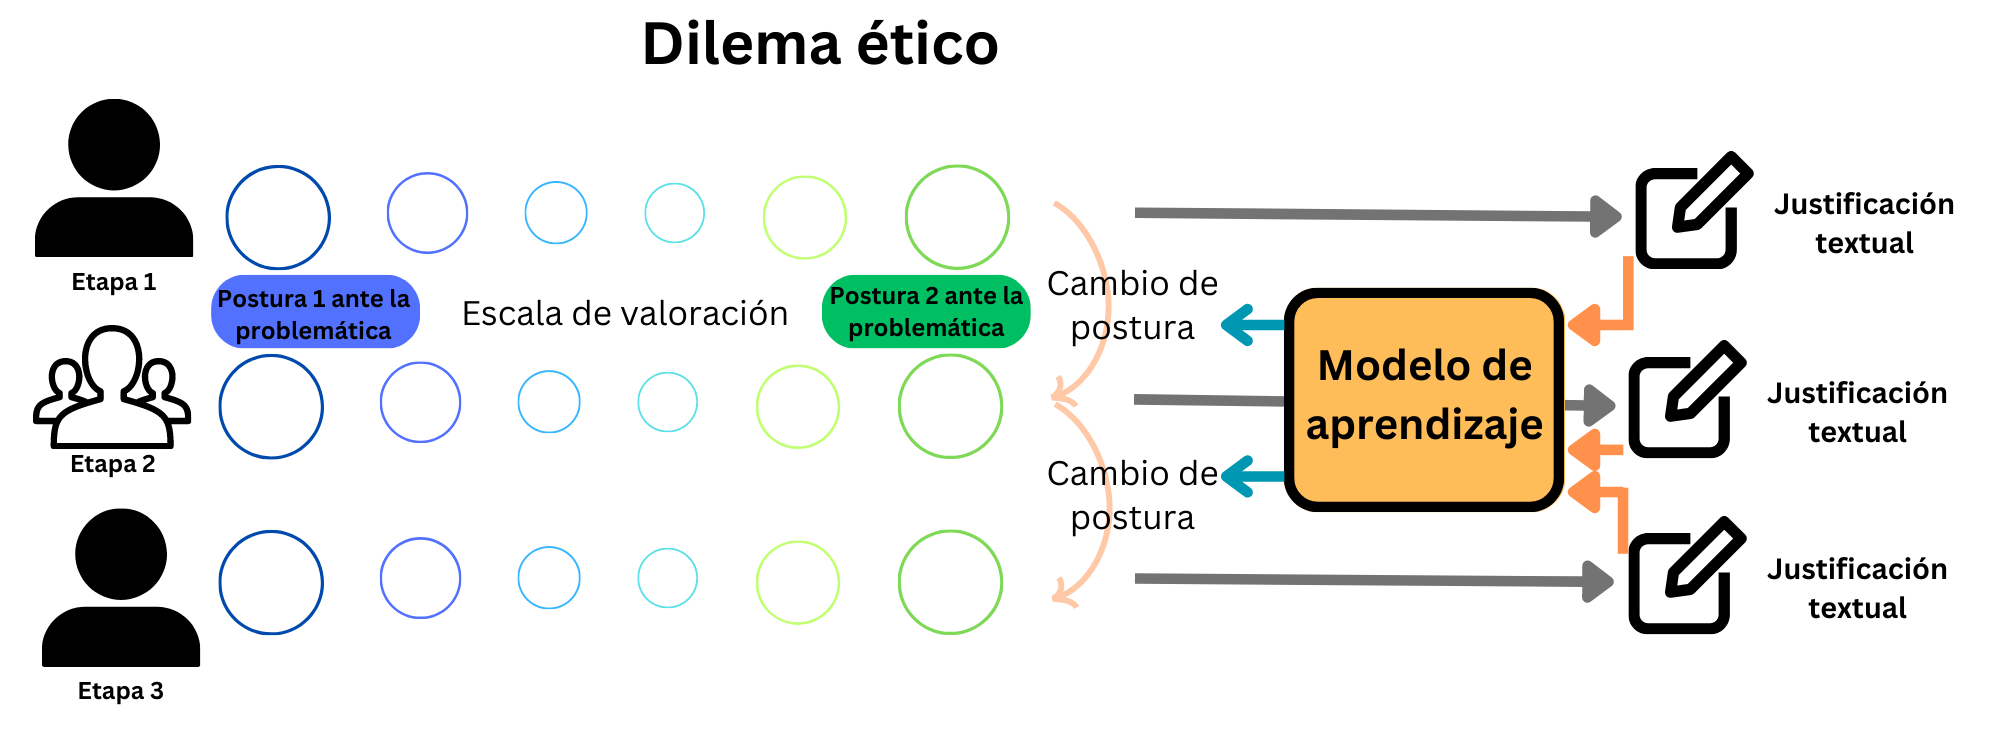 Dilema ético
Etapa 1
Postura 1 ante la
problemática
Escala de valoración
Postura 2 ante la
problemática
Cambio de
postura
Justificación
textual
Etapa 2
Modelo de
aprendizaje
Justificación
textual
Cambio de
postura
Etapa 3
Justificación
textual